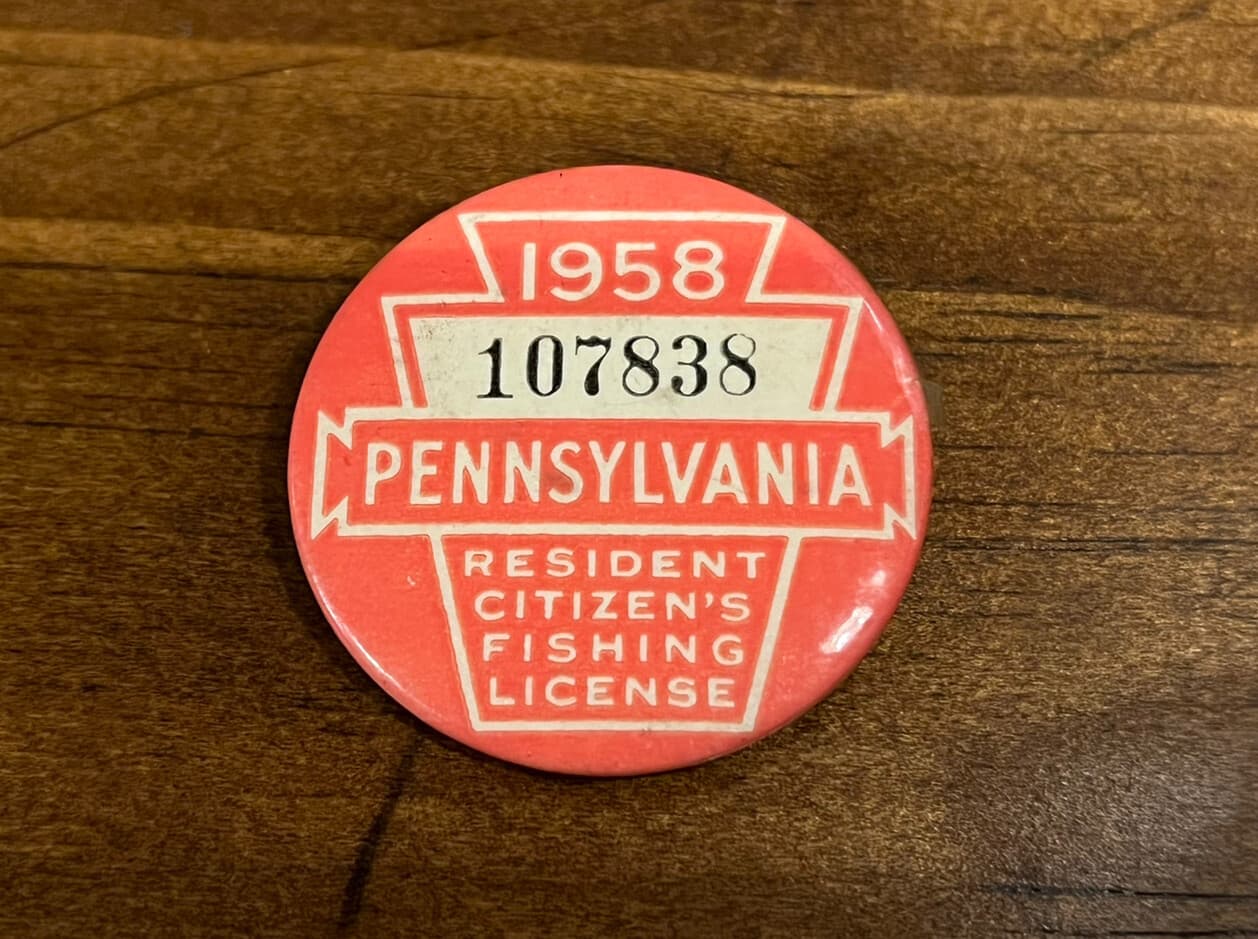 1958
107838
PENNSYLVANIA
RESIDENT
CITIZEN'S
FISHING
LICENSE